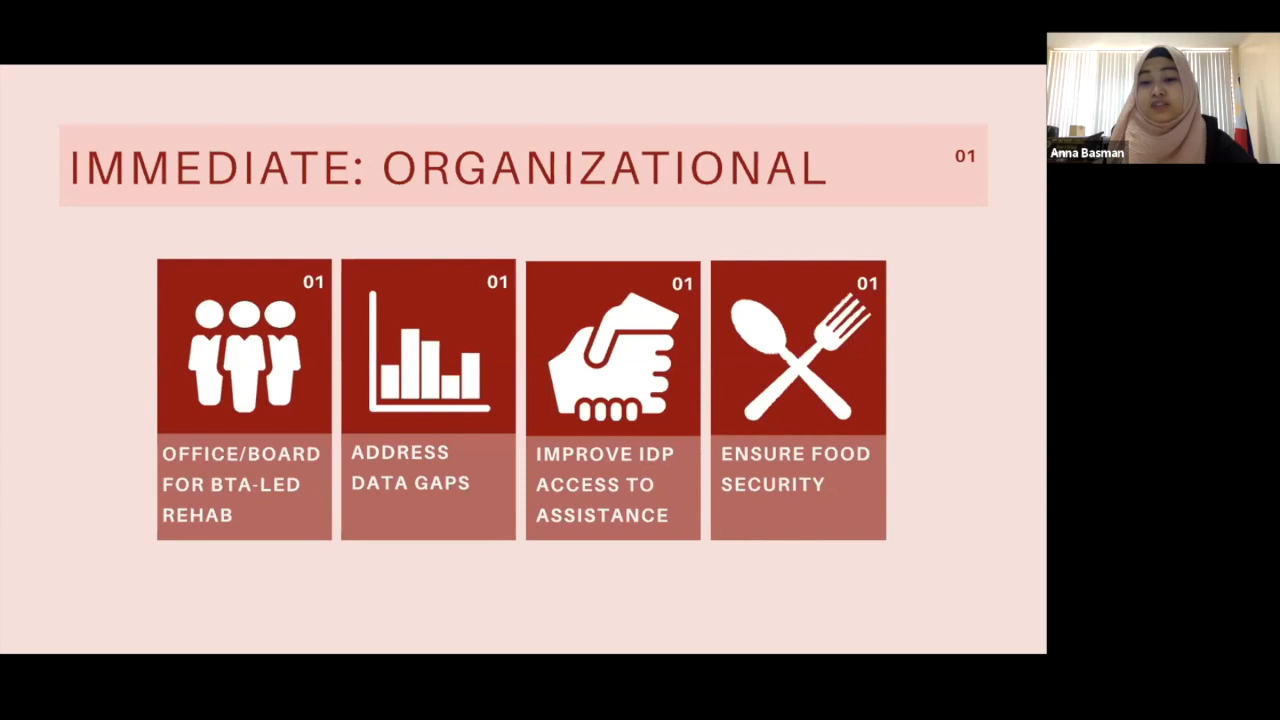 IMMEDIATE: ORGANIZATIONAL
01
01
OFFICE/BOARD
FOR BTA-LED
REHAB
01
ADDRESS
DATA GAPS
01
IMPROVE IDP
ACCESS TO
ASSISTANCE
01
ENSURE FOOD
SECURITY
Anna Basman